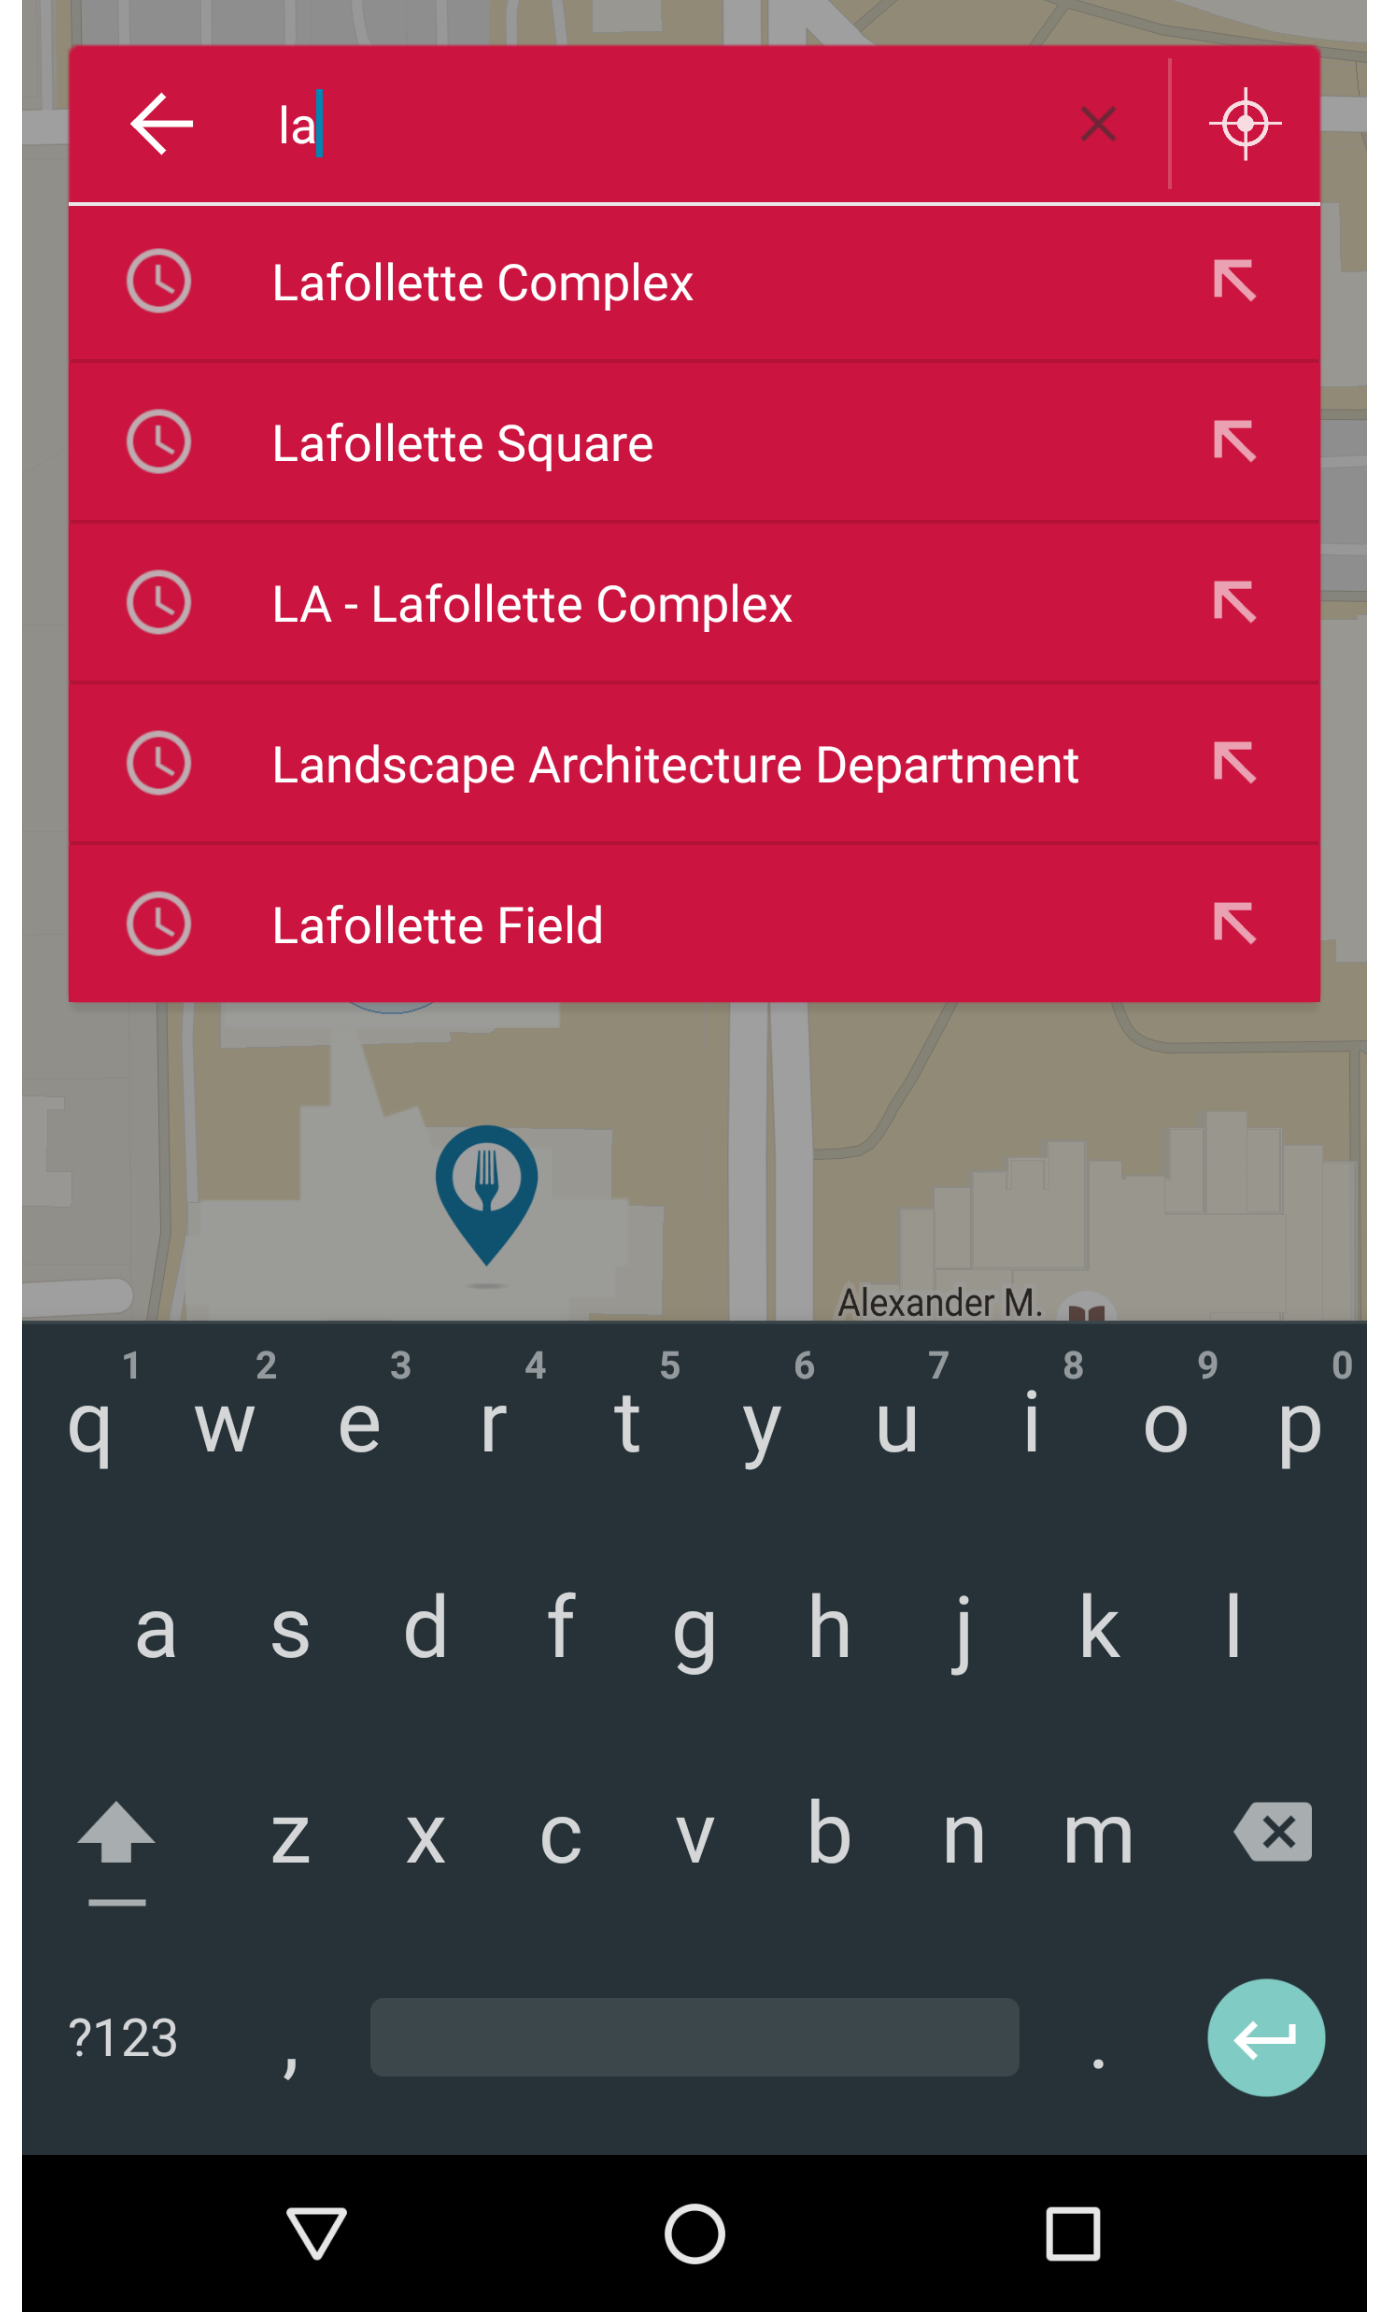 la
Lafollette Complex
Lafollette Square
LA - Lafollette Complex
Landscape Architecture Department
Lafollette Field
Alexander M.
1 2 3 4 5 6 7 8 9 0
q w e r t y u i o p
a s d f g h j k l
z x c v b n m
?123 , .